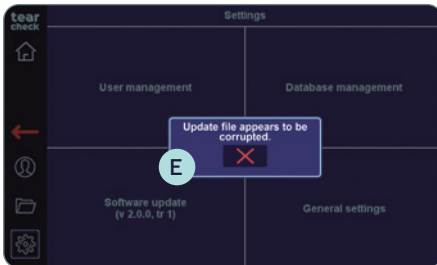 tear
check
Settings
User management
Database management
Update file appears to be
corrupted.
E
Software update
(v 2.0.0, tr 1)
General settings